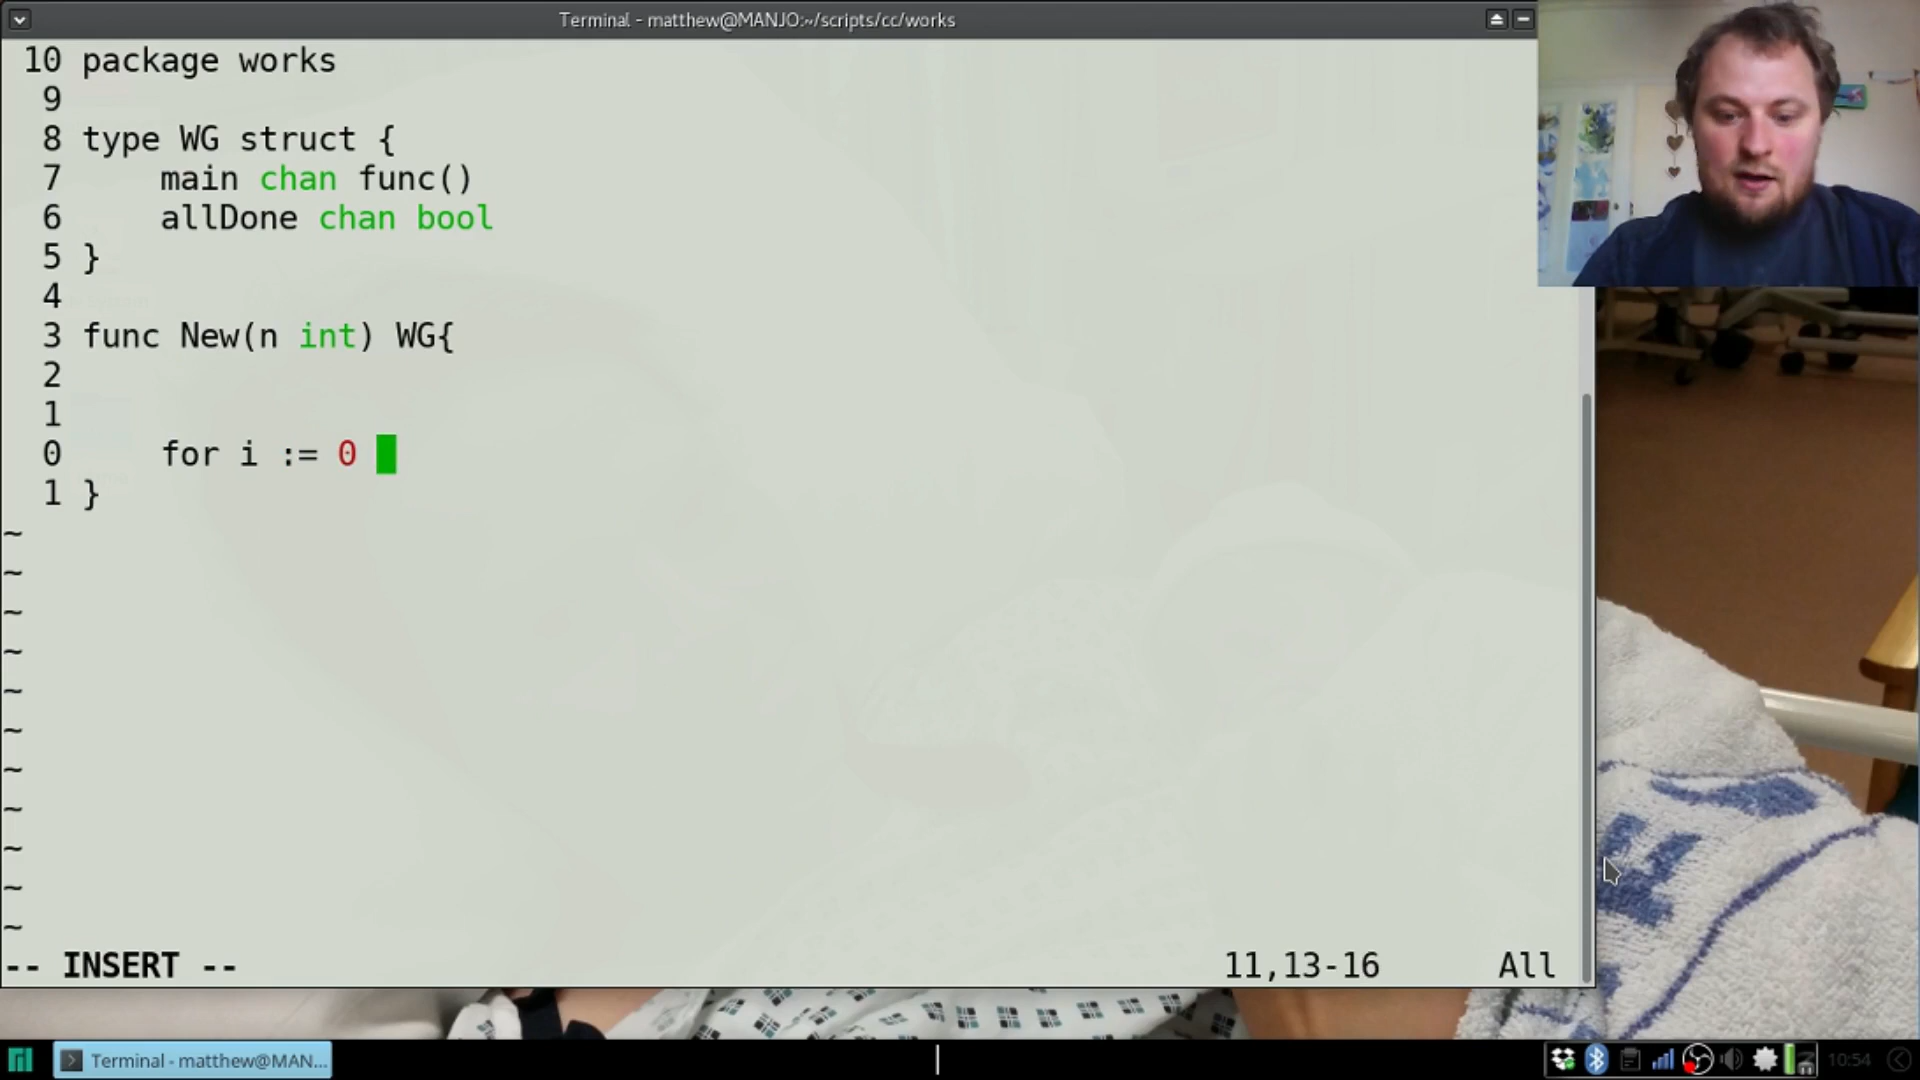 Terminal - matthew@MANJO:~/scripts/cc/works
10 package works
9
8 type WG struct {
7 main chan func()
6 allDone chan bool
5 }
4
3 func New(n int) WG{
2
1
0 for i := 0
1 }
~
~
~
~
~
~
~
~
~
~
~
-- INSERT -- 11,13-16 All
Terminal - matthew@MAN... 10:54